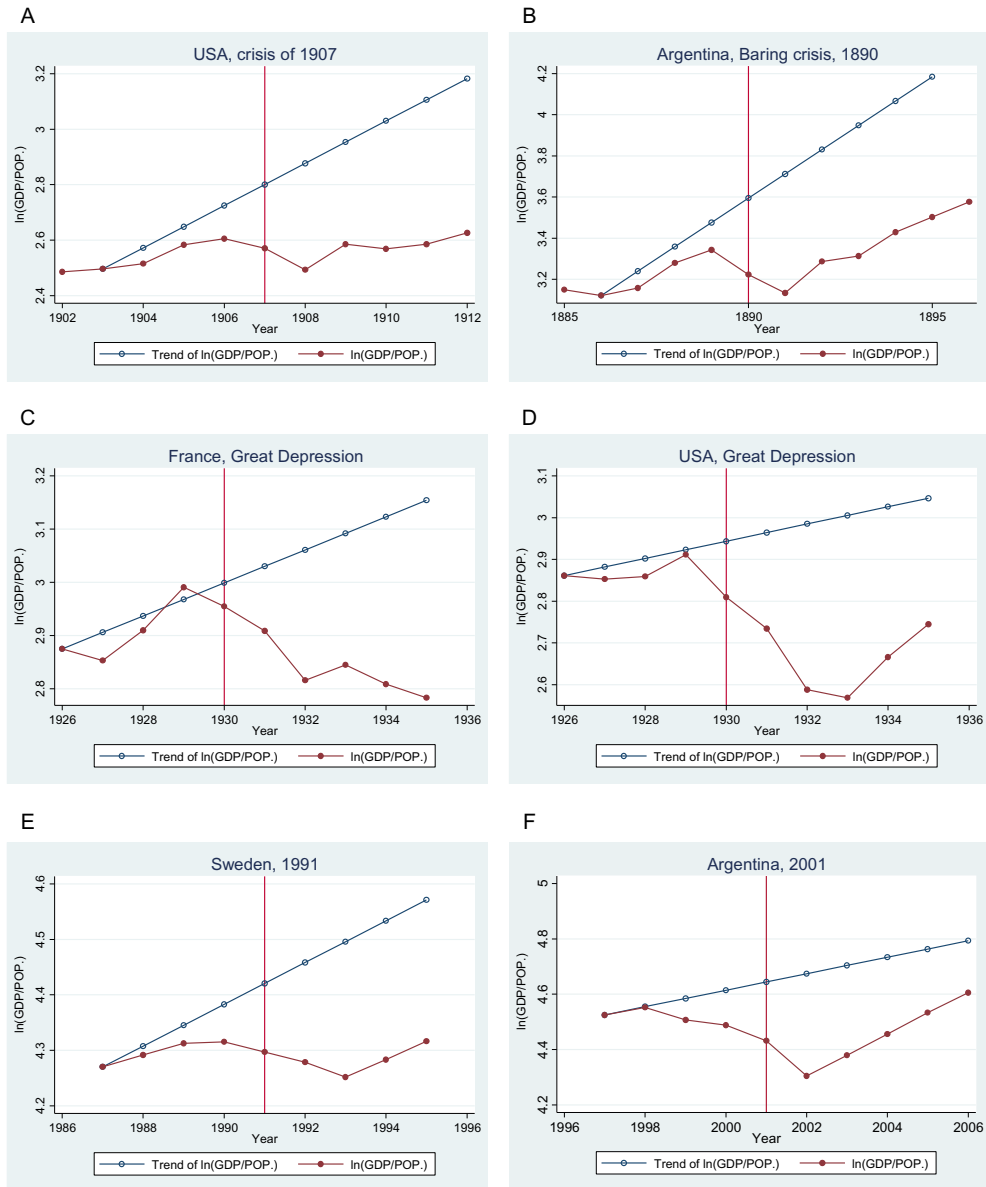 A
USA, crisis of 1907
ln(GDP/POP.)
3.2
3
2.8
2.6
2.4
1902 1904 1906 1908 1910 1912
Year
Trend of ln(GDP/POP.) ln(GDP/POP.)
B
Argentina, Baring crisis, 1890
ln(GDP/POP.)
4.2
4
3.8
3.6
3.4
3.2
1885 1890 1895
Year
Trend of ln(GDP/POP.) ln(GDP/POP.)
C
France, Great Depression
ln(GDP/POP.)
3.2
3.1
3
2.9
2.8
1926 1928 1930 1932 1934 1936
Year
Trend of ln(GDP/POP.) ln(GDP/POP.)
D
USA, Great Depression
ln(GDP/POP.)
3.1
3
2.9
2.8
2.7
2.6
1926 1928 1930 1932 1934 1936
Year
Trend of ln(GDP/POP.) ln(GDP/POP.)
E
Sweden, 1991
ln(GDP/POP.)
4.6
4.5
4.4
4.3
4.2
1986 1988 1990 1992 1994 1996
Year
Trend of ln(GDP/POP.) ln(GDP/POP.)
F
Argentina, 2001
ln(GDP/POP.)
5
4.8
4.6
4.4
4.2
1996 1998 2000 2002 2004 2006
Year
Trend of ln(GDP/POP.) ln(GDP/POP.)